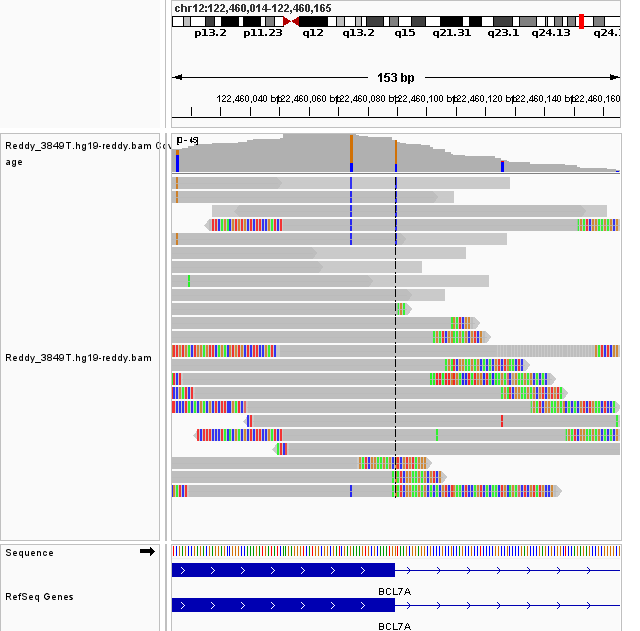 chr12:122,460,014-122,460,165
p13.2 p11.23 q12 q13.2 q15 q21.31 q23.1 q24.13 q24.
153 bp
122,460,040 bp 122,460,060 bp 122,460,080 bp 122,460,100 bp 122,460,120 bp 122,460,140 bp 122,460,160
Reddy_3849T.hg19-reddy.bam Cov
age
Reddy_3849T.hg19-reddy.bam
Sequence
BCL7A
RefSeq Genes
BCL7A